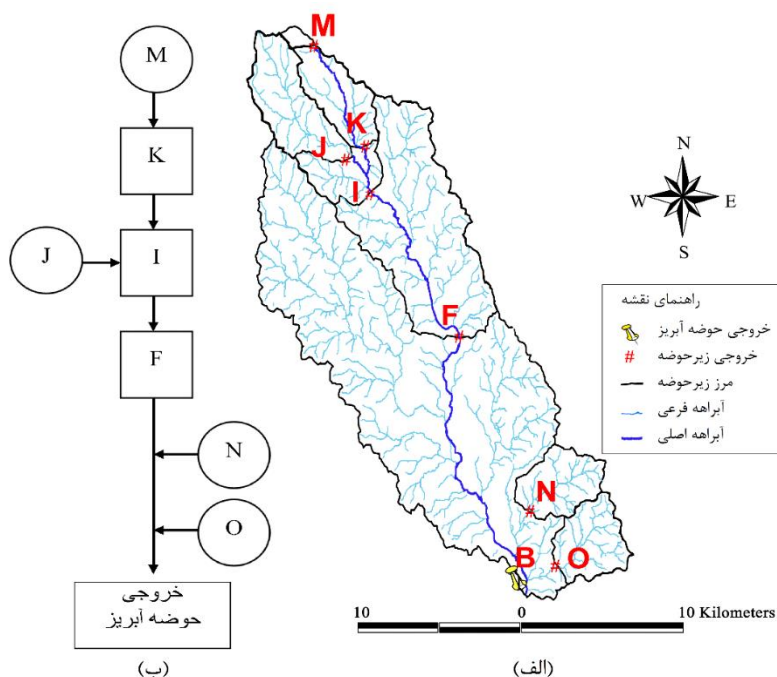 M
K
J
I
F
N
O
خروجی
حوضه آبریز
(ب)
M
K
J
I
F
N
B
O
N
W
E
S
راهنمای نقشه
خروجی حوضه آبریز
خروجی زیرحوضه
مرز زیرحوضه
آبراهه فرعی
آبراهه اصلی
10 0 10 Kilometers
(الف)